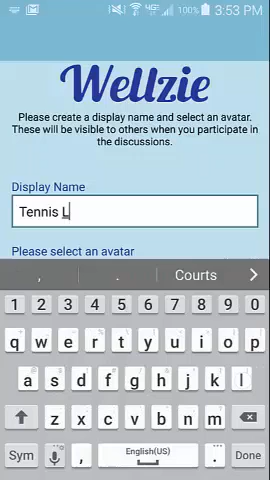 4G LTE 100% 3:53 PM
Wellzie
Please create a display name and select an avatar.
These will be visible to others when you participate in
the discussions.
Display Name
Tennis L
Please select an avatar
, . Courts >
1 2 3 4 5 6 7 8 9 0
q w e r t y u i o p
a s d f g h j k l
z x c v b n m
Sym , English(US) . Done